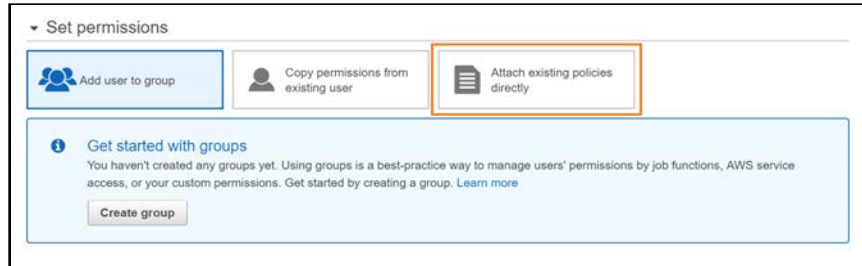 Set permissions
Add user to group
Copy permissions from
existing user
Attach existing policies
directly
Get started with groups
You haven't created any groups yet. Using groups is a best-practice way to manage users' permissions by job functions, AWS service
access, or your custom permissions. Get started by creating a group. Learn more
Create group